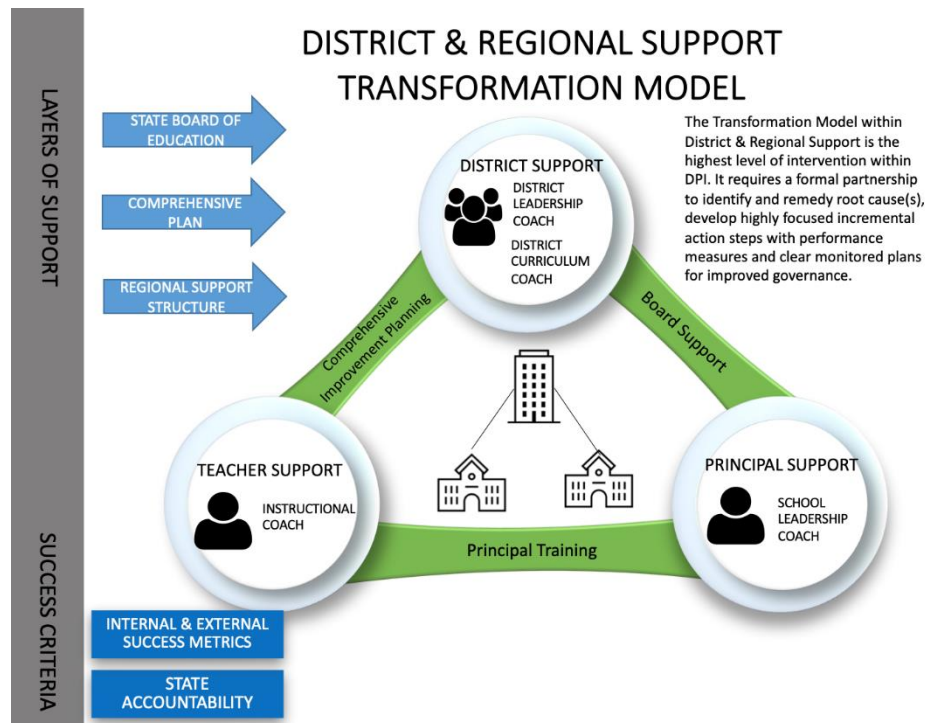 DISTRICT & REGIONAL SUPPORT
TRANSFORMATION MODEL
LAYERS OF SUPPORT
STATE BOARD OF
EDUCATION
COMPREHENSIVE
PLAN
REGIONAL SUPPORT
STRUCTURE
The Transformation Model within
District & Regional Support is the
highest level of intervention within
DPI. It requires a formal partnership
to identify and remedy root cause(s),
develop highly focused incremental
action steps with performance
measures and clear monitored plans
for improved governance.
DISTRICT SUPPORT
DISTRICT
LEADERSHIP
COACH
DISTRICT
CURRICULUM
COACH
Comprehensive
Improvement Planning
Board Support
TEACHER SUPPORT
INSTRUCTIONAL
COACH
PRINCIPAL SUPPORT
SCHOOL
LEADERSHIP
COACH
Principal Training
SUCCESS CRITERIA
INTERNAL & EXTERNAL
SUCCESS METRICS
STATE
ACCOUNTABILITY